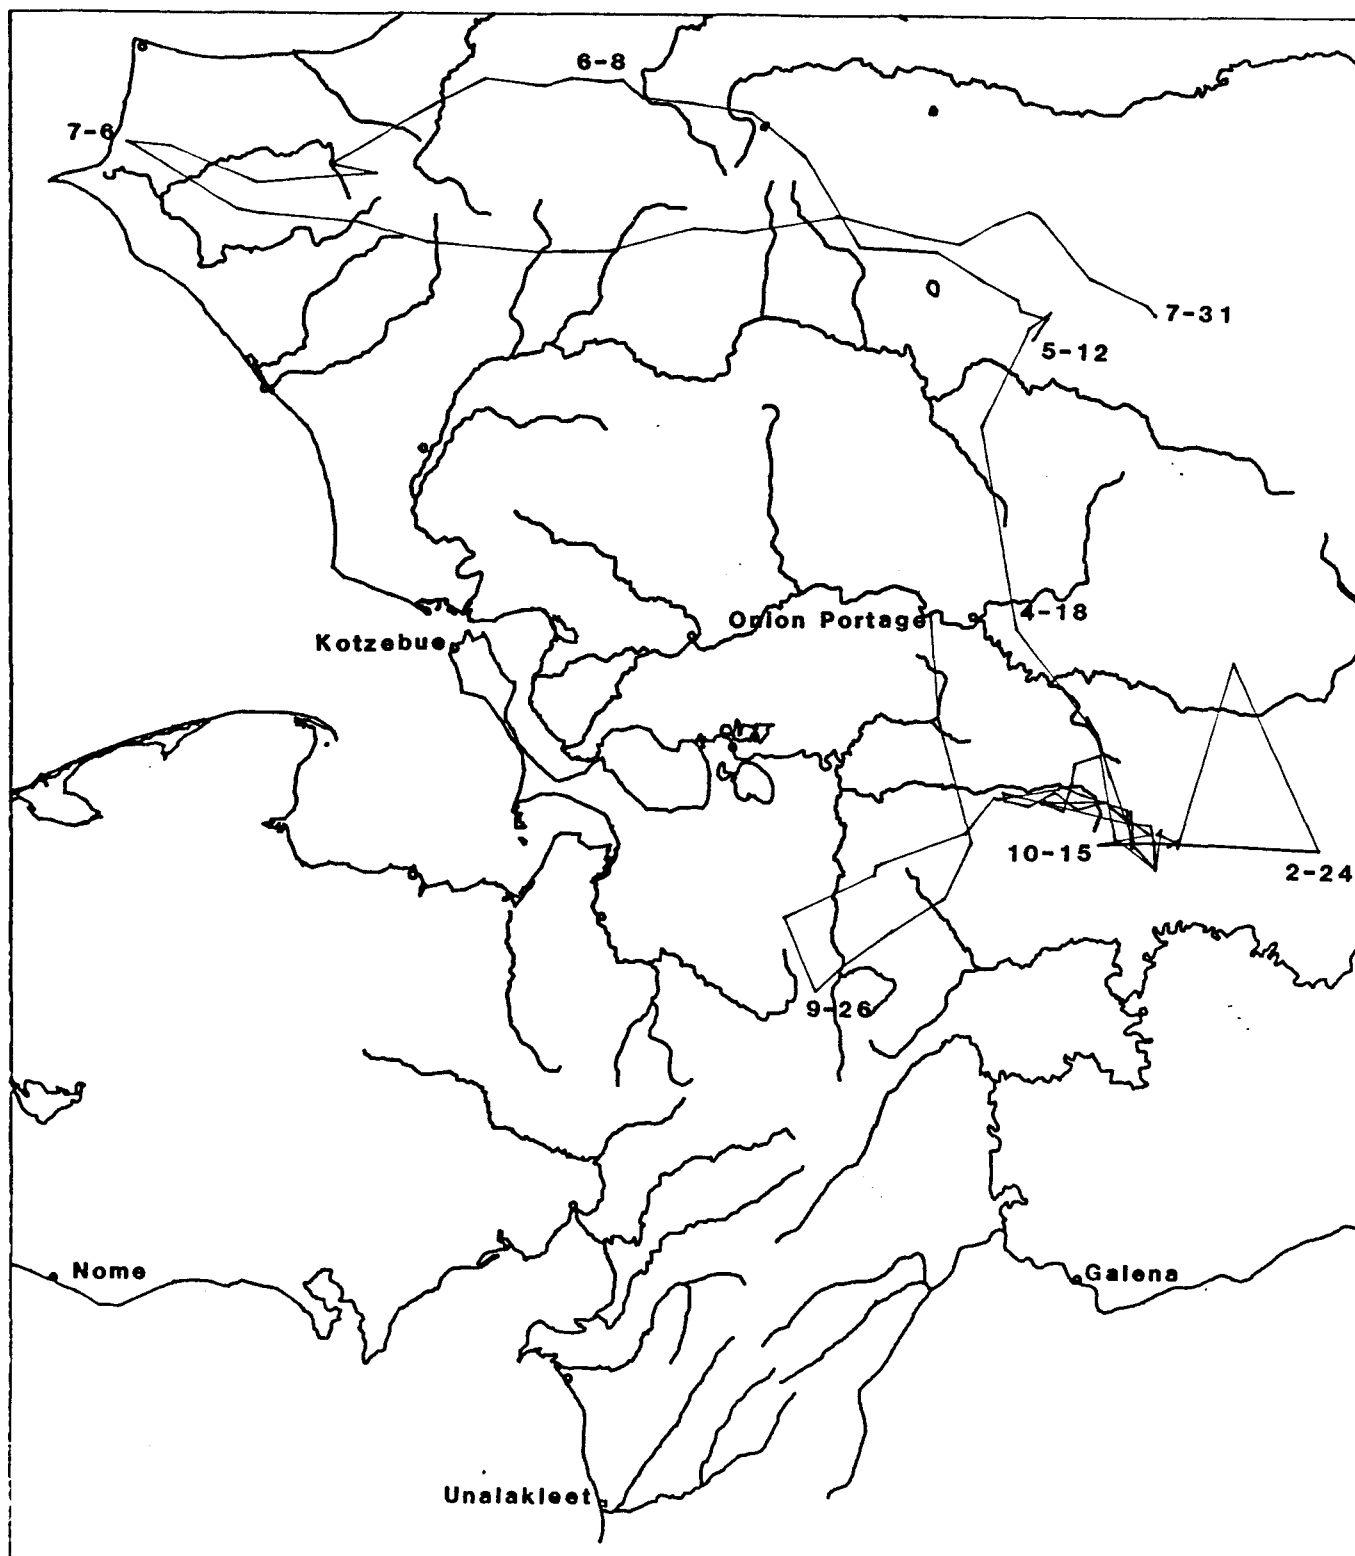 6-8
7-6
7-31
5-12
Onion Portage
4-18
Kotzebue
10-15
2-24
9-26
Nome
Galena
Unalakleet